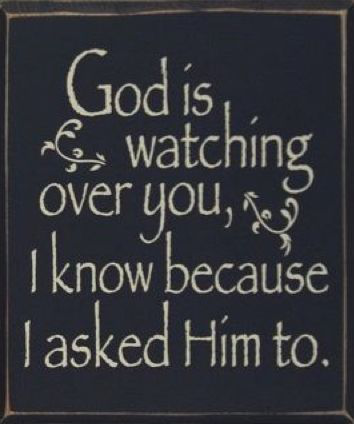 God is
watching
over you,
I know because
I asked Him to.